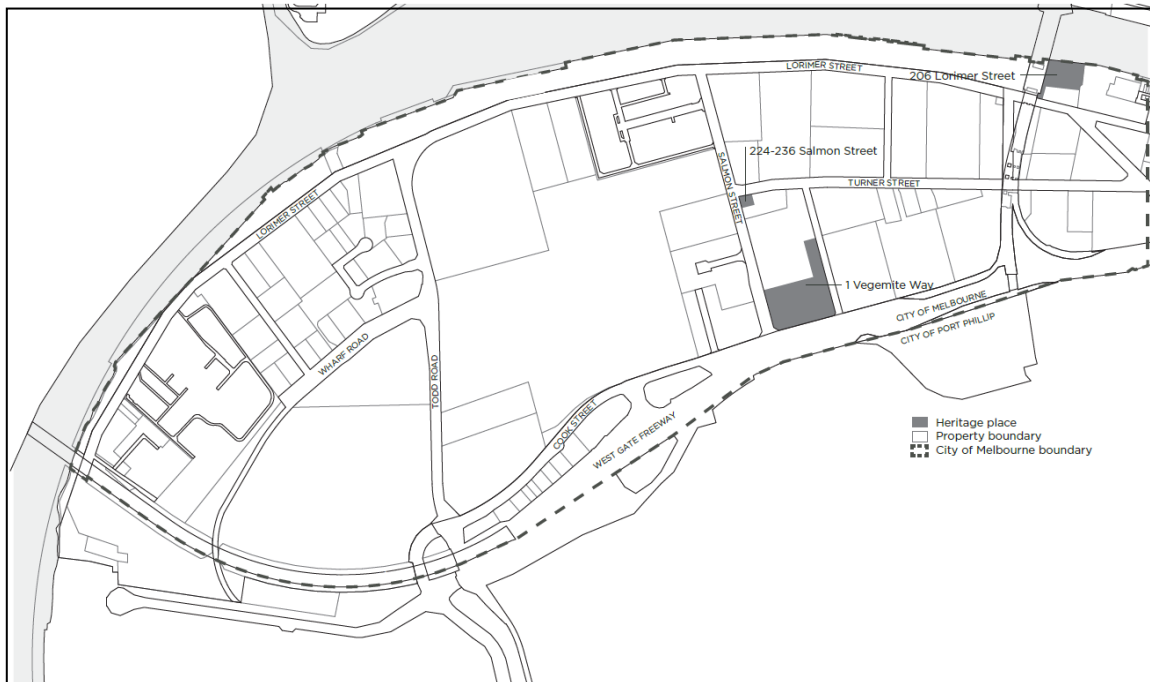 LORIMER STREET
206 Lorimer Street
224-236 Salmon Street
SALMON STREET
TURNER STREET
LORIMER STREET
1 Vegemite Way
CITY OF MELBOURNE
CITY OF PORT PHILLIP
WHARF ROAD
TODD ROAD
COOK STREET
WEST GATE FREEWAY
Heritage place
Property boundary
City of Melbourne boundary